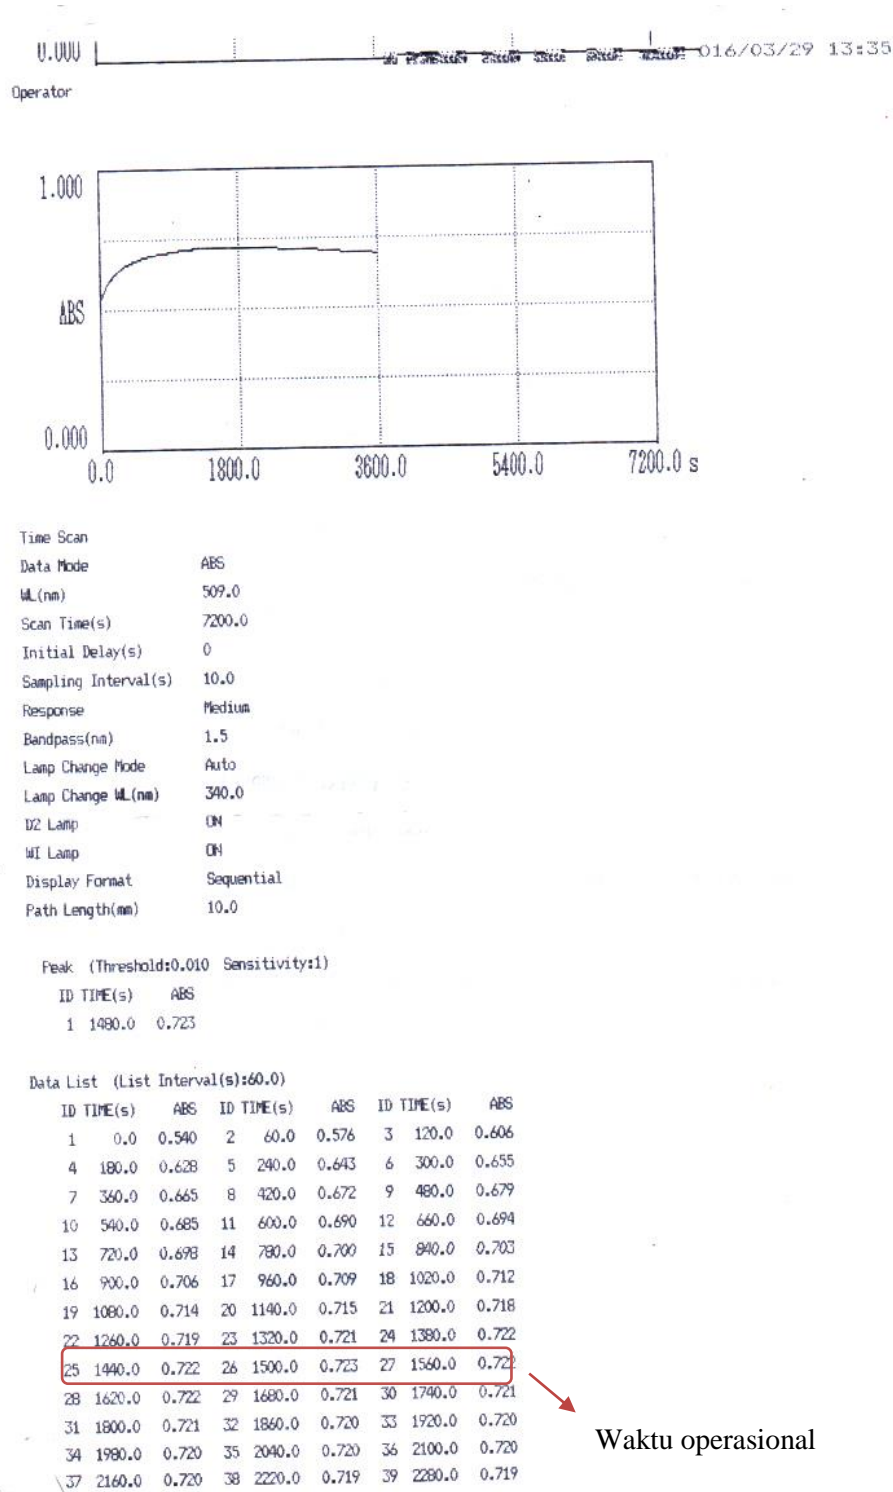 0.000
016/03/29 13:35
Operator
1.000
ABS
0.000
0.0 1800.0 3600.0 5400.0 7200.0 s
Time Scan
Data Mode ABS
WL(nm) 509.0
Scan Time(s) 7200.0
Initial Delay(s) 0
Sampling Interval(s) 10.0
Response Medium
Bandpass(nm) 1.5
Lamp Change Mode Auto
Lamp Change WL(nm) 340.0
D2 Lamp ON
WI Lamp ON
Display Format Sequential
Path Length(mm) 10.0
Peak (Threshold:0.010 Sensitivity:1)
ID TIME(s) ABS
1 1480.0 0.723
Data List (List Interval(s):60.0)
ID TIME(s) ABS ID TIME(s) ABS ID TIME(s) ABS
1 0.0 0.540 2 60.0 0.576 3 120.0 0.606
4 180.0 0.628 5 240.0 0.643 6 300.0 0.655
7 360.0 0.665 8 420.0 0.672 9 480.0 0.679
10 540.0 0.685 11 600.0 0.690 12 660.0 0.694
13 720.0 0.698 14 780.0 0.700 15 840.0 0.703
16 900.0 0.706 17 960.0 0.709 18 1020.0 0.712
19 1080.0 0.714 20 1140.0 0.715 21 1200.0 0.718
22 1260.0 0.719 23 1320.0 0.721 24 1380.0 0.722
25 1440.0 0.722 26 1500.0 0.723 27 1560.0 0.722
28 1620.0 0.722 29 1680.0 0.721 30 1740.0 0.721
31 1800.0 0.721 32 1860.0 0.720 33 1920.0 0.720
Waktu operasional
34 1980.0 0.720 35 2040.0 0.720 36 2100.0 0.720
37 2160.0 0.720 38 2220.0 0.719 39 2280.0 0.719